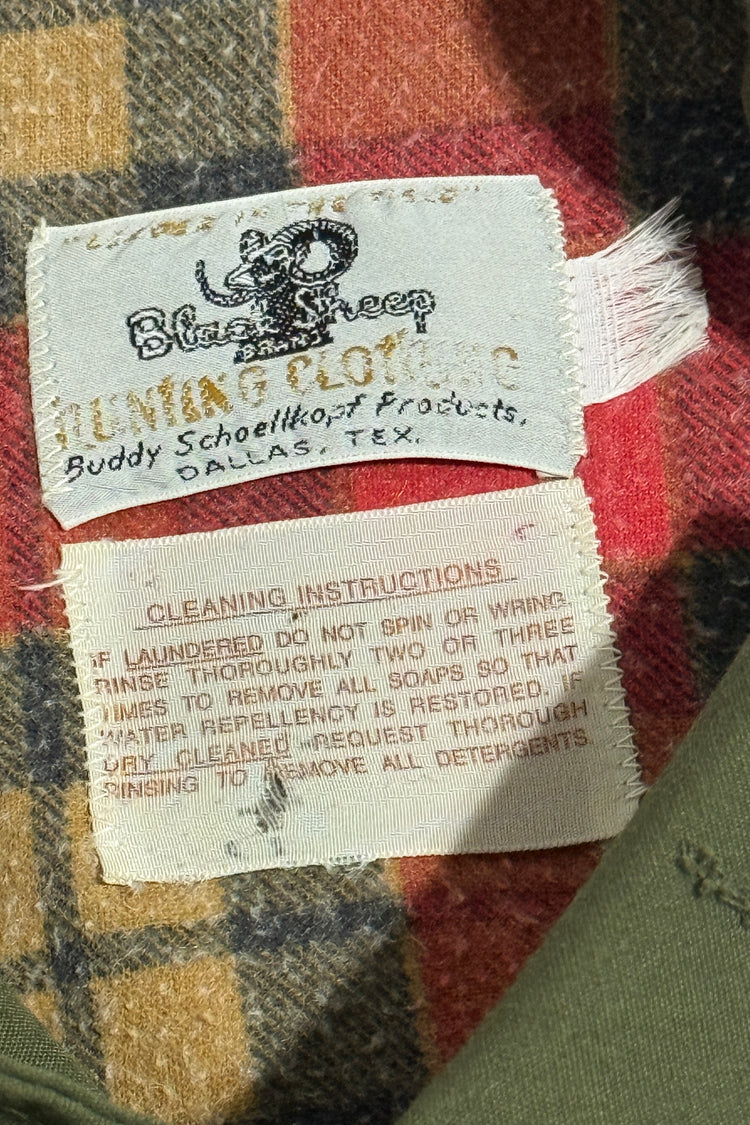 Black Sheep
BRAND
HUNTING CLOTHING
Buddy Schoellkopf Products,
DALLAS, TEX.
CLEANING INSTRUCTIONS
IF LAUNDERED DO NOT SPIN OR WRING
RINSE THOROUGHLY TWO OR THREE
TIMES TO REMOVE ALL SOAPS SO THAT
WATER REPELLENCY IS RESTORED. IF
DRY CLEANED REQUEST THOROUGH
RINSING TO REMOVE ALL DETERGENTS